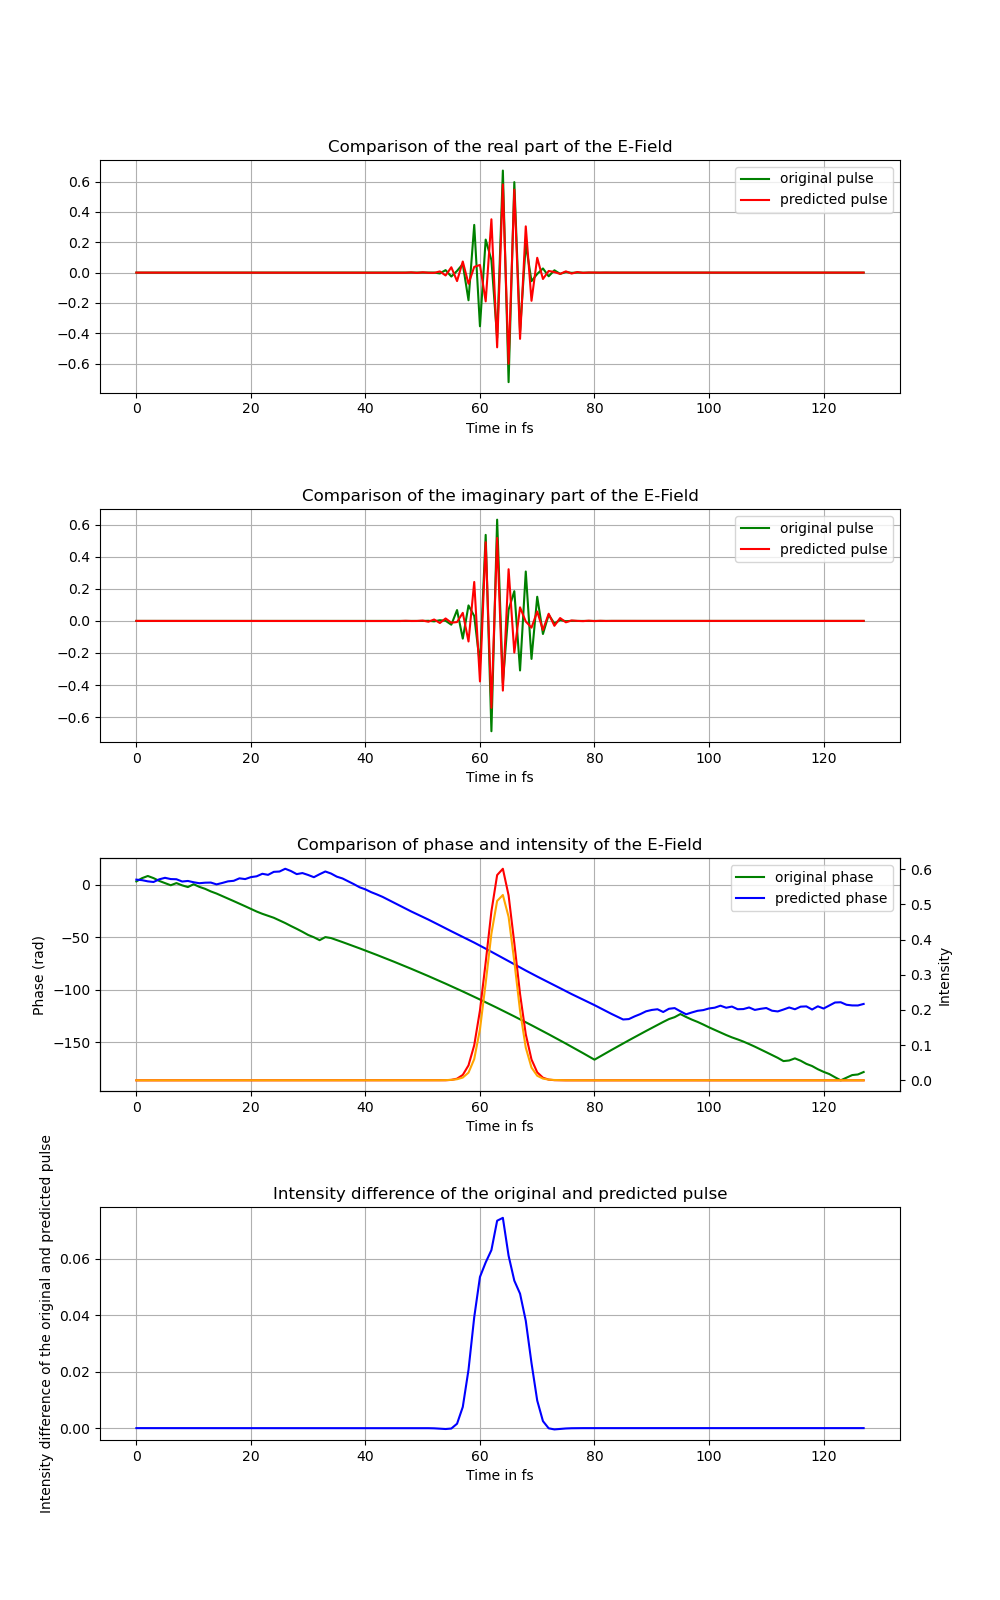 Comparison of the real part of the E-Field
0.6
0.4
0.2
0.0
−0.2
−0.4
−0.6
original pulse
predicted pulse
0 20 40 60 80 100 120
Time in fs
Comparison of the imaginary part of the E-Field
0.6
0.4
0.2
0.0
−0.2
−0.4
−0.6
original pulse
predicted pulse
0 20 40 60 80 100 120
Time in fs
Comparison of phase and intensity of the E-Field
Phase (rad)
0
−50
−100
−150
original phase
predicted phase
0.6
0.5
0.4
0.3
0.2
0.1
0.0
Intensity
0 20 40 60 80 100 120
Time in fs
Intensity difference of the original and predicted pulse
Intensity difference of the original and predicted pulse
0.06
0.04
0.02
0.00
0 20 40 60 80 100 120
Time in fs